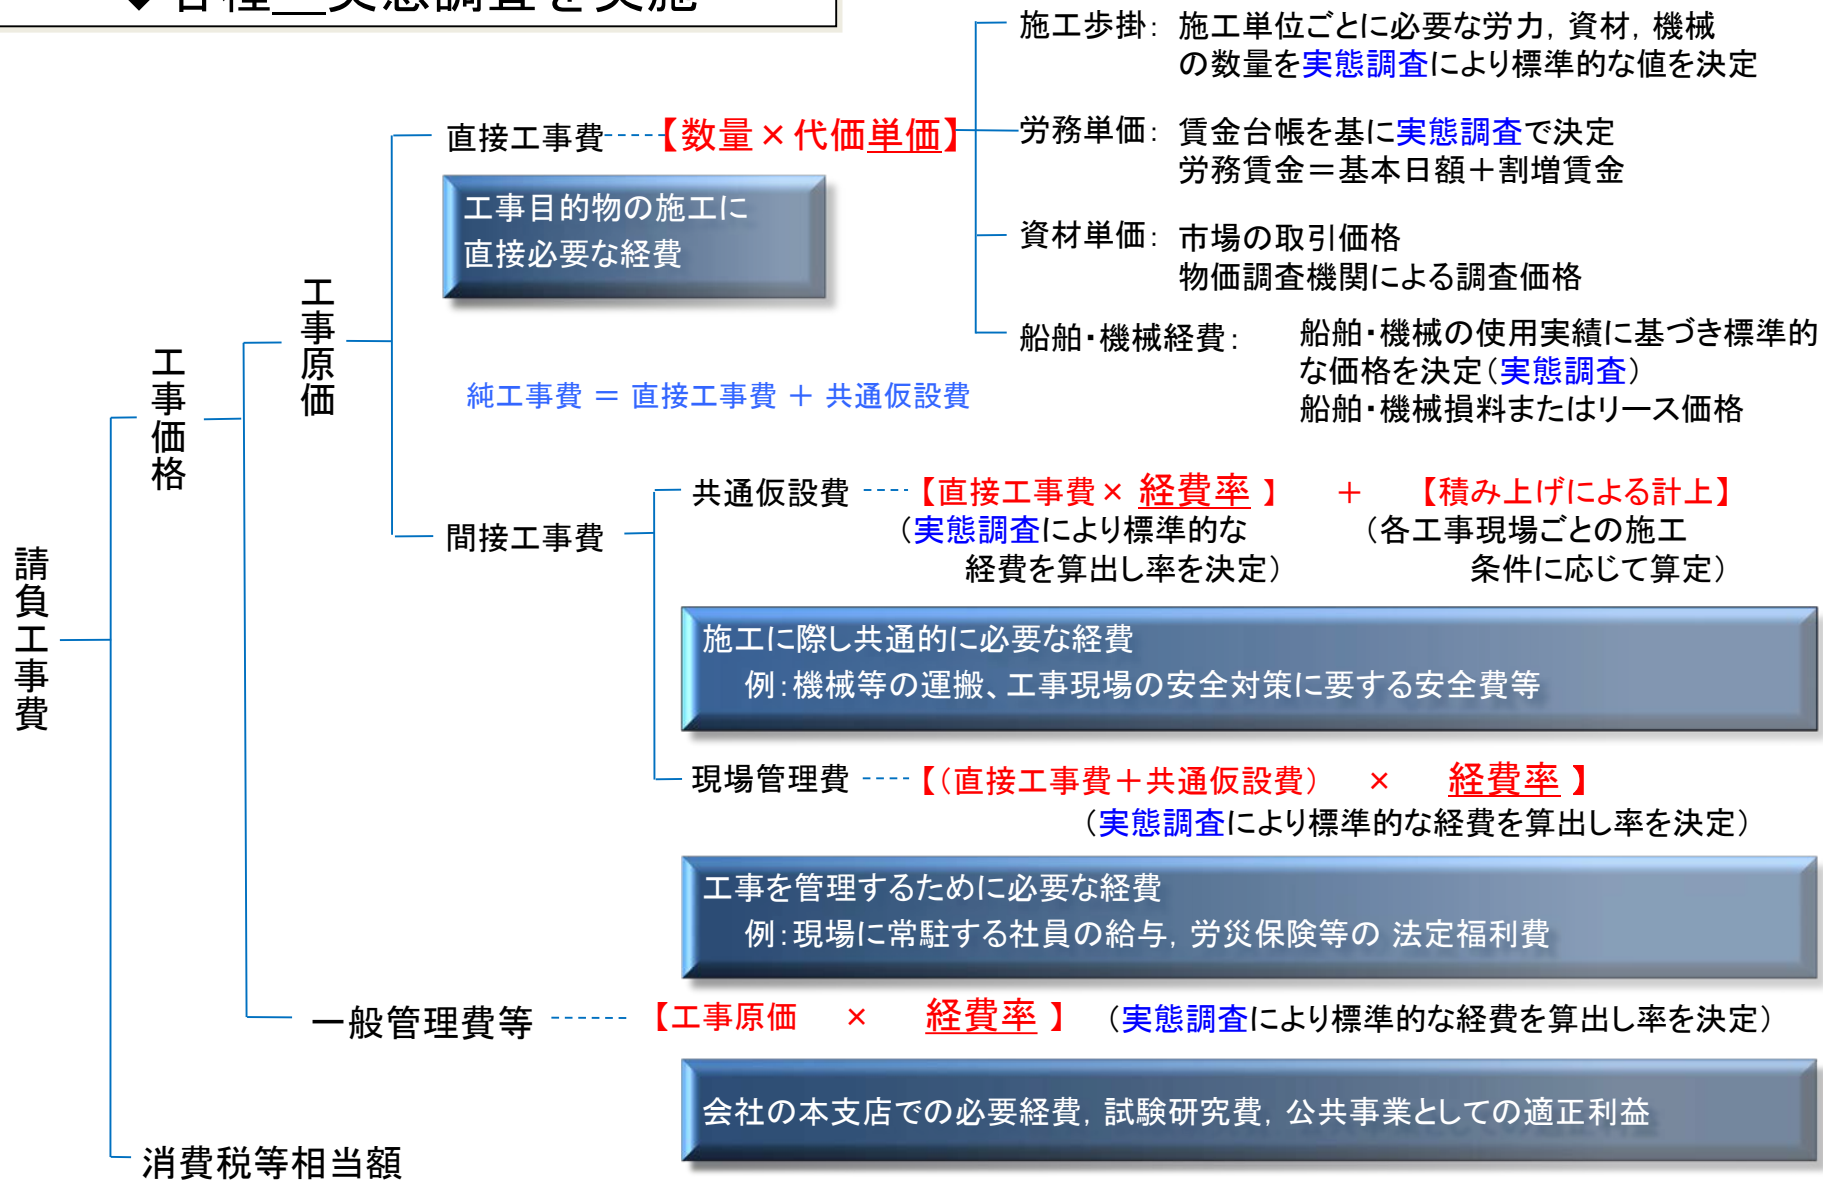 ◆各種　実態調査を実施
施工歩掛： 施工単位ごとに必要な労力，資材，機械
の数量を実態調査により標準的な値を決定
直接工事費 【数量×代価単価】
労務単価： 賃金台帳を基に実態調査で決定
労務賃金＝基本日額＋割増賃金
工事目的物の施工に
直接必要な経費
資材単価： 市場の取引価格
物価調査機関による調査価格
船舶・機械経費： 船舶・機械の使用実績に基づき標準的
な価格を決定（実態調査）
船舶・機械損料またはリース価格
工事原価
工事価格
純工事費 ＝ 直接工事費 ＋ 共通仮設費
共通仮設費 【直接工事費× 経費率 】 ＋ 【積み上げによる計上】
（実態調査により標準的な
経費を算出し率を決定）
（各工事現場ごとの施工
条件に応じて算定）
間接工事費
請負工事費
施工に際し共通的に必要な経費
例：機械等の運搬、工事現場の安全対策に要する安全費等
現場管理費 【（直接工事費＋共通仮設費） × 経費率 】
（実態調査により標準的な経費を算出し率を決定）
工事を管理するために必要な経費
例：現場に常駐する社員の給与，労災保険等の 法定福利費
一般管理費等 【工事原価 × 経費率 】 （実態調査により標準的な経費を算出し率を決定）
会社の本支店での必要経費，試験研究費，公共事業としての適正利益
消費税等相当額